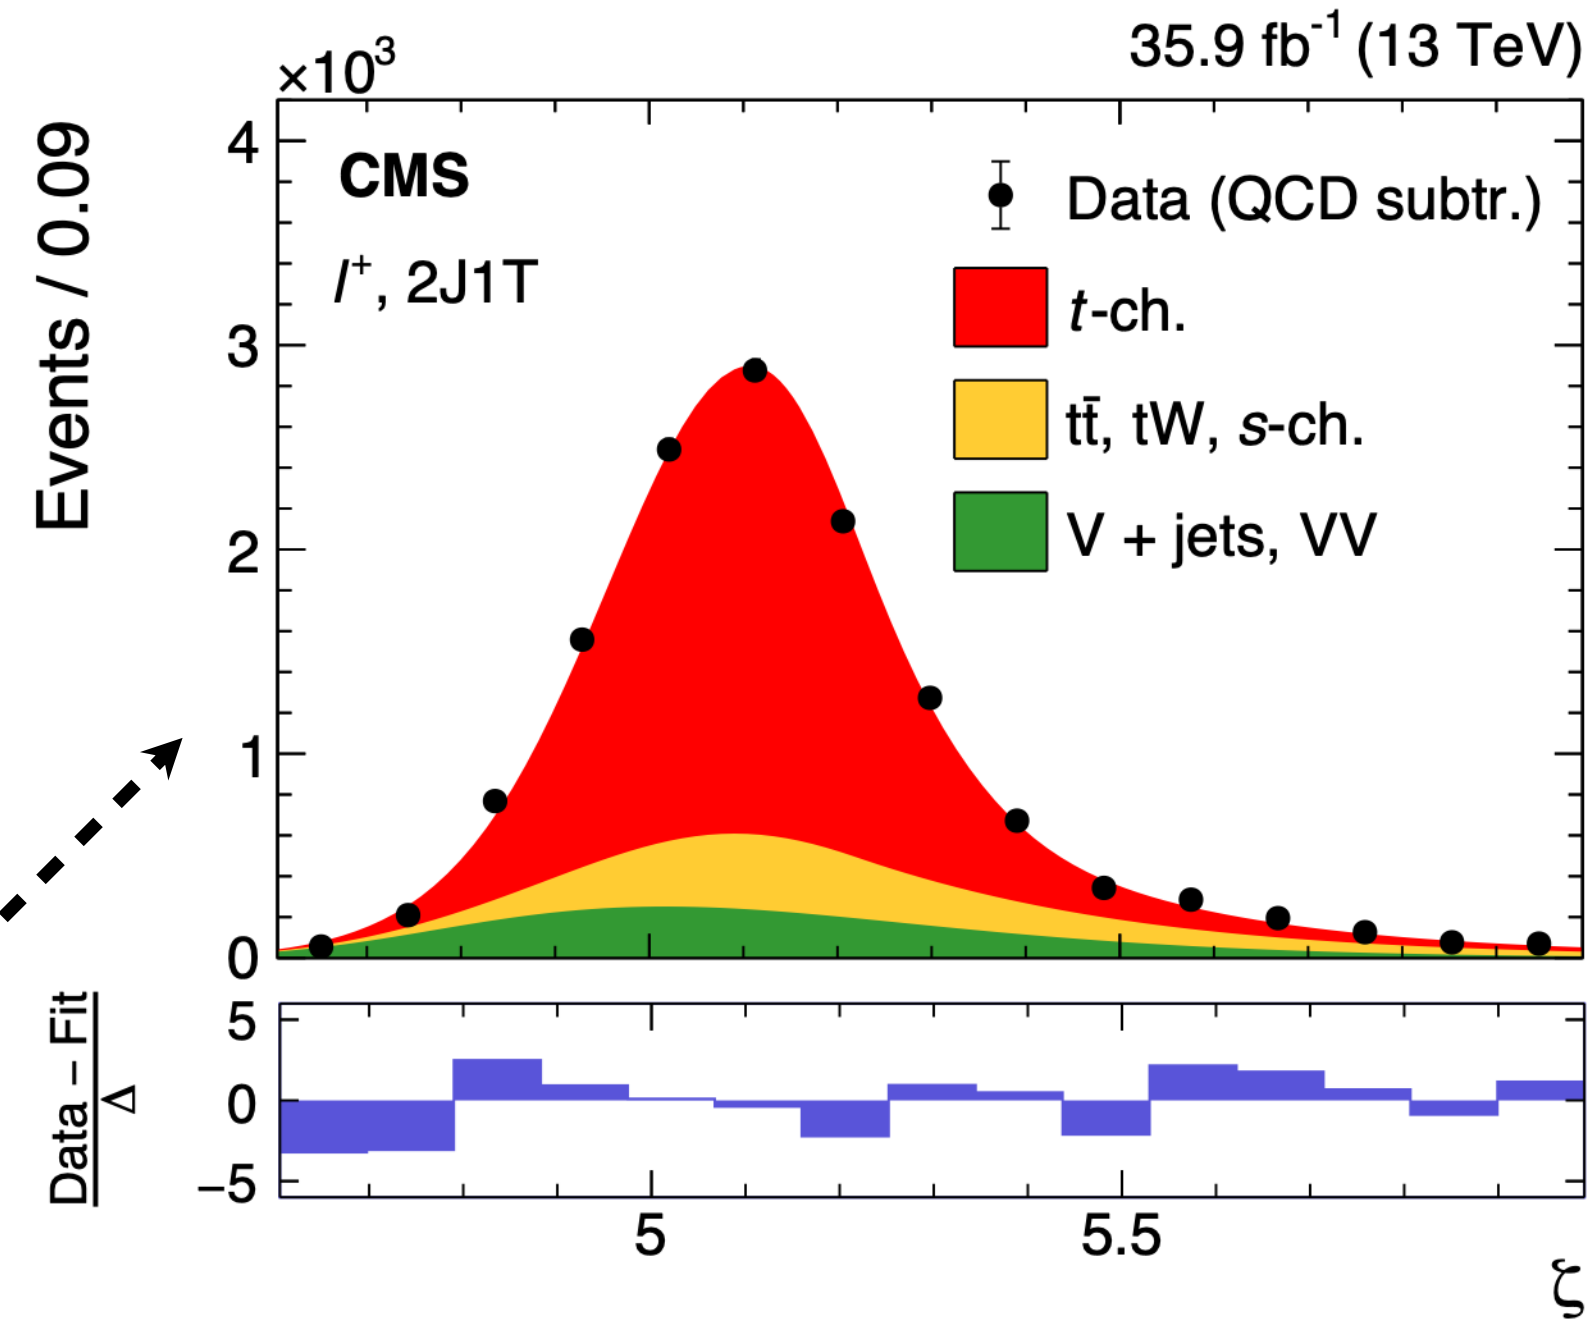 35.9 fb⁻¹ (13 TeV)
×10³
Events / 0.09
4
3
2
1
0
CMS
l⁺, 2J1T
Data (QCD subtr.)
t-ch.
tt̄, tW, s-ch.
V + jets, VV
Data – Fit
Δ
5
0
−5
5
5.5
ζ